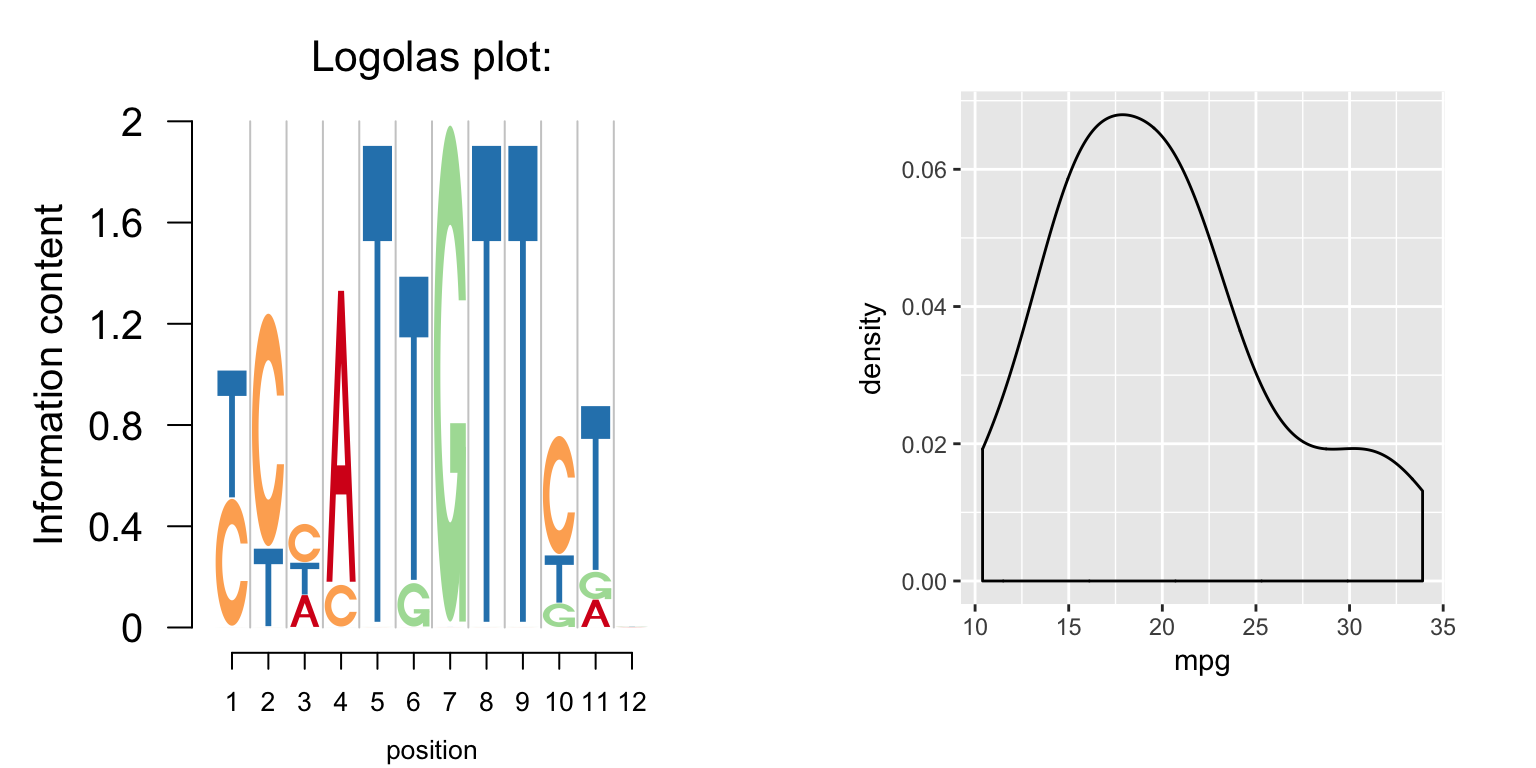 Logolas plot:
Information content
2
1.6
1.2
0.8
0.4
0
T C
C T
C T A
A C
T
T G
G
T
T
C T G
T G A
1 2 3 4 5 6 7 8 9 10 11 12
position
density
0.06
0.04
0.02
0.00
10 15 20 25 30 35
mpg